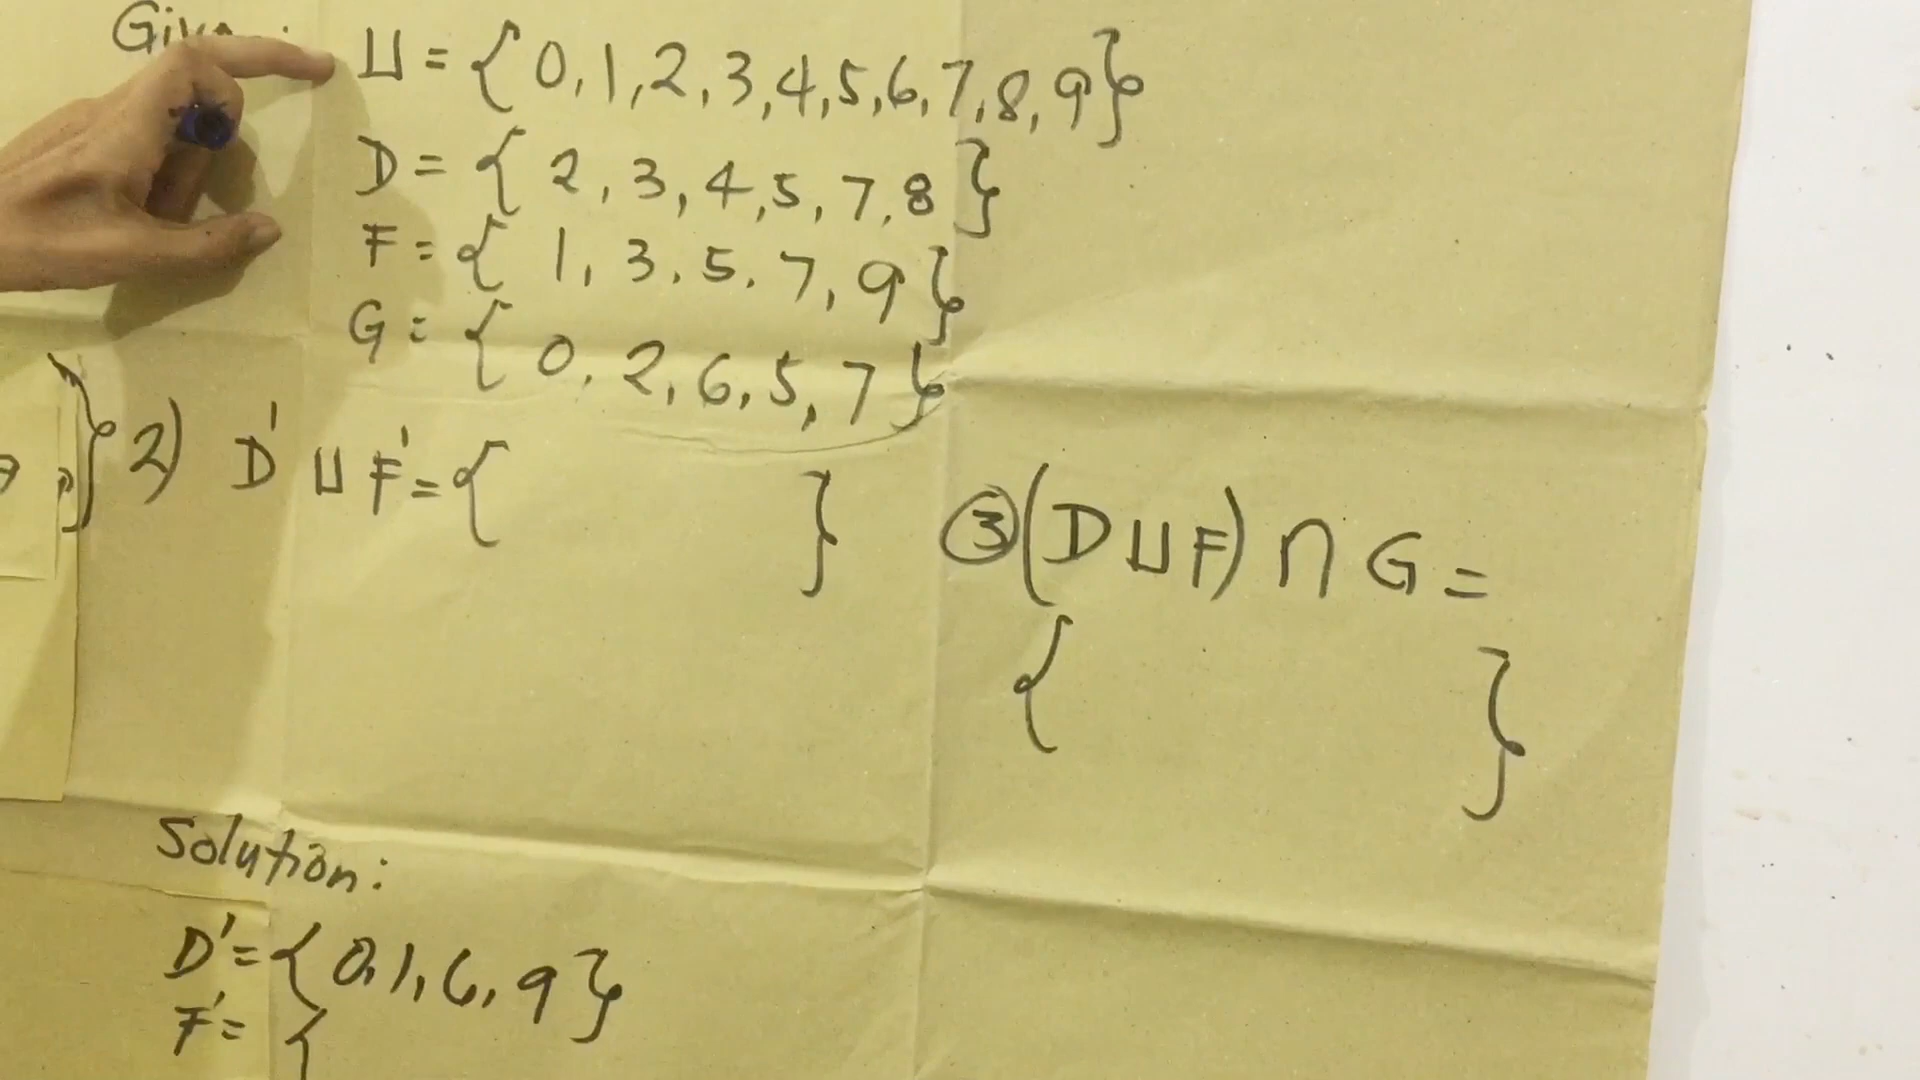 U = { 0, 1, 2, 3, 4, 5, 6, 7, 8, 9}
D = { 2, 3, 4, 5, 7, 8 }
F = { 1, 3, 5, 7, 9 }
G = { 0, 2, 6, 5, 7 }
2) D' U F' = { }
③ (D U F) ∩ G =
{ }
Solution:
D' = { 0, 1, 6, 9 }
F' = {